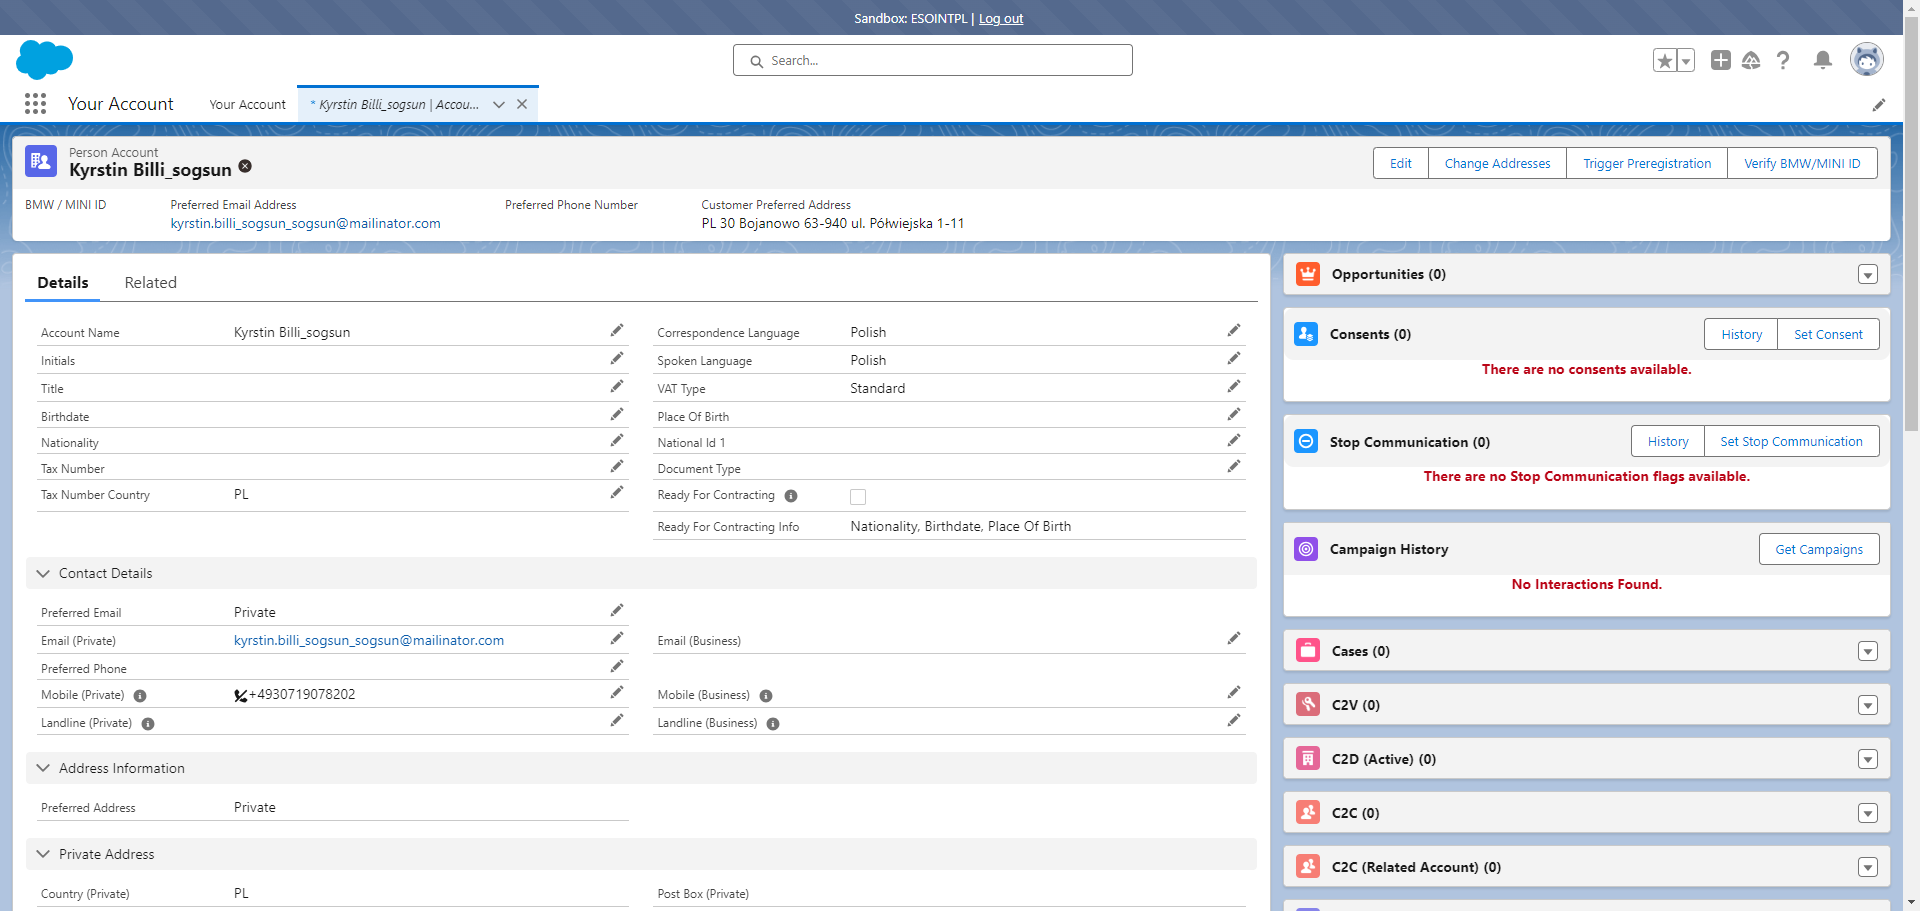 Sandbox: ESOINTPL | Log out
Search...
Your Account
Your Account
* Kyrstin Billi_sogsun | Accou...
Person Account
Kyrstin Billi_sogsun
Edit
Change Addresses
Trigger Preregistration
Verify BMW/MINI ID
BMW / MINI ID
Preferred Email Address
kyrstin.billi_sogsun_sogsun@mailinator.com
Preferred Phone Number
Customer Preferred Address
PL 30 Bojanowo 63-940 ul. Półwiejska 1-11
Details
Related
Account Name
Kyrstin Billi_sogsun
Initials
Title
Birthdate
Nationality
Tax Number
Tax Number Country
PL
Correspondence Language
Polish
Spoken Language
Polish
VAT Type
Standard
Place Of Birth
National Id 1
Document Type
Ready For Contracting
Ready For Contracting Info
Nationality, Birthdate, Place Of Birth
Contact Details
Preferred Email
Private
Email (Private)
kyrstin.billi_sogsun_sogsun@mailinator.com
Email (Business)
Preferred Phone
Mobile (Private)
+4930719078202
Mobile (Business)
Landline (Private)
Landline (Business)
Address Information
Preferred Address
Private
Private Address
Country (Private)
PL
Post Box (Private)
Opportunities (0)
Consents (0)
History
Set Consent
There are no consents available.
Stop Communication (0)
History
Set Stop Communication
There are no Stop Communication flags available.
Campaign History
Get Campaigns
No Interactions Found.
Cases (0)
C2V (0)
C2D (Active) (0)
C2C (0)
C2C (Related Account) (0)